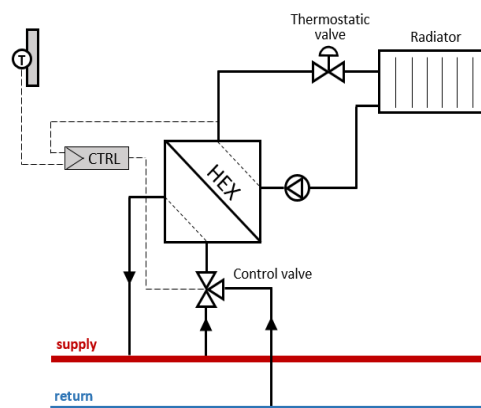 Thermostatic
valve
Radiator
T
CTRL
HEX
Control valve
supply
return